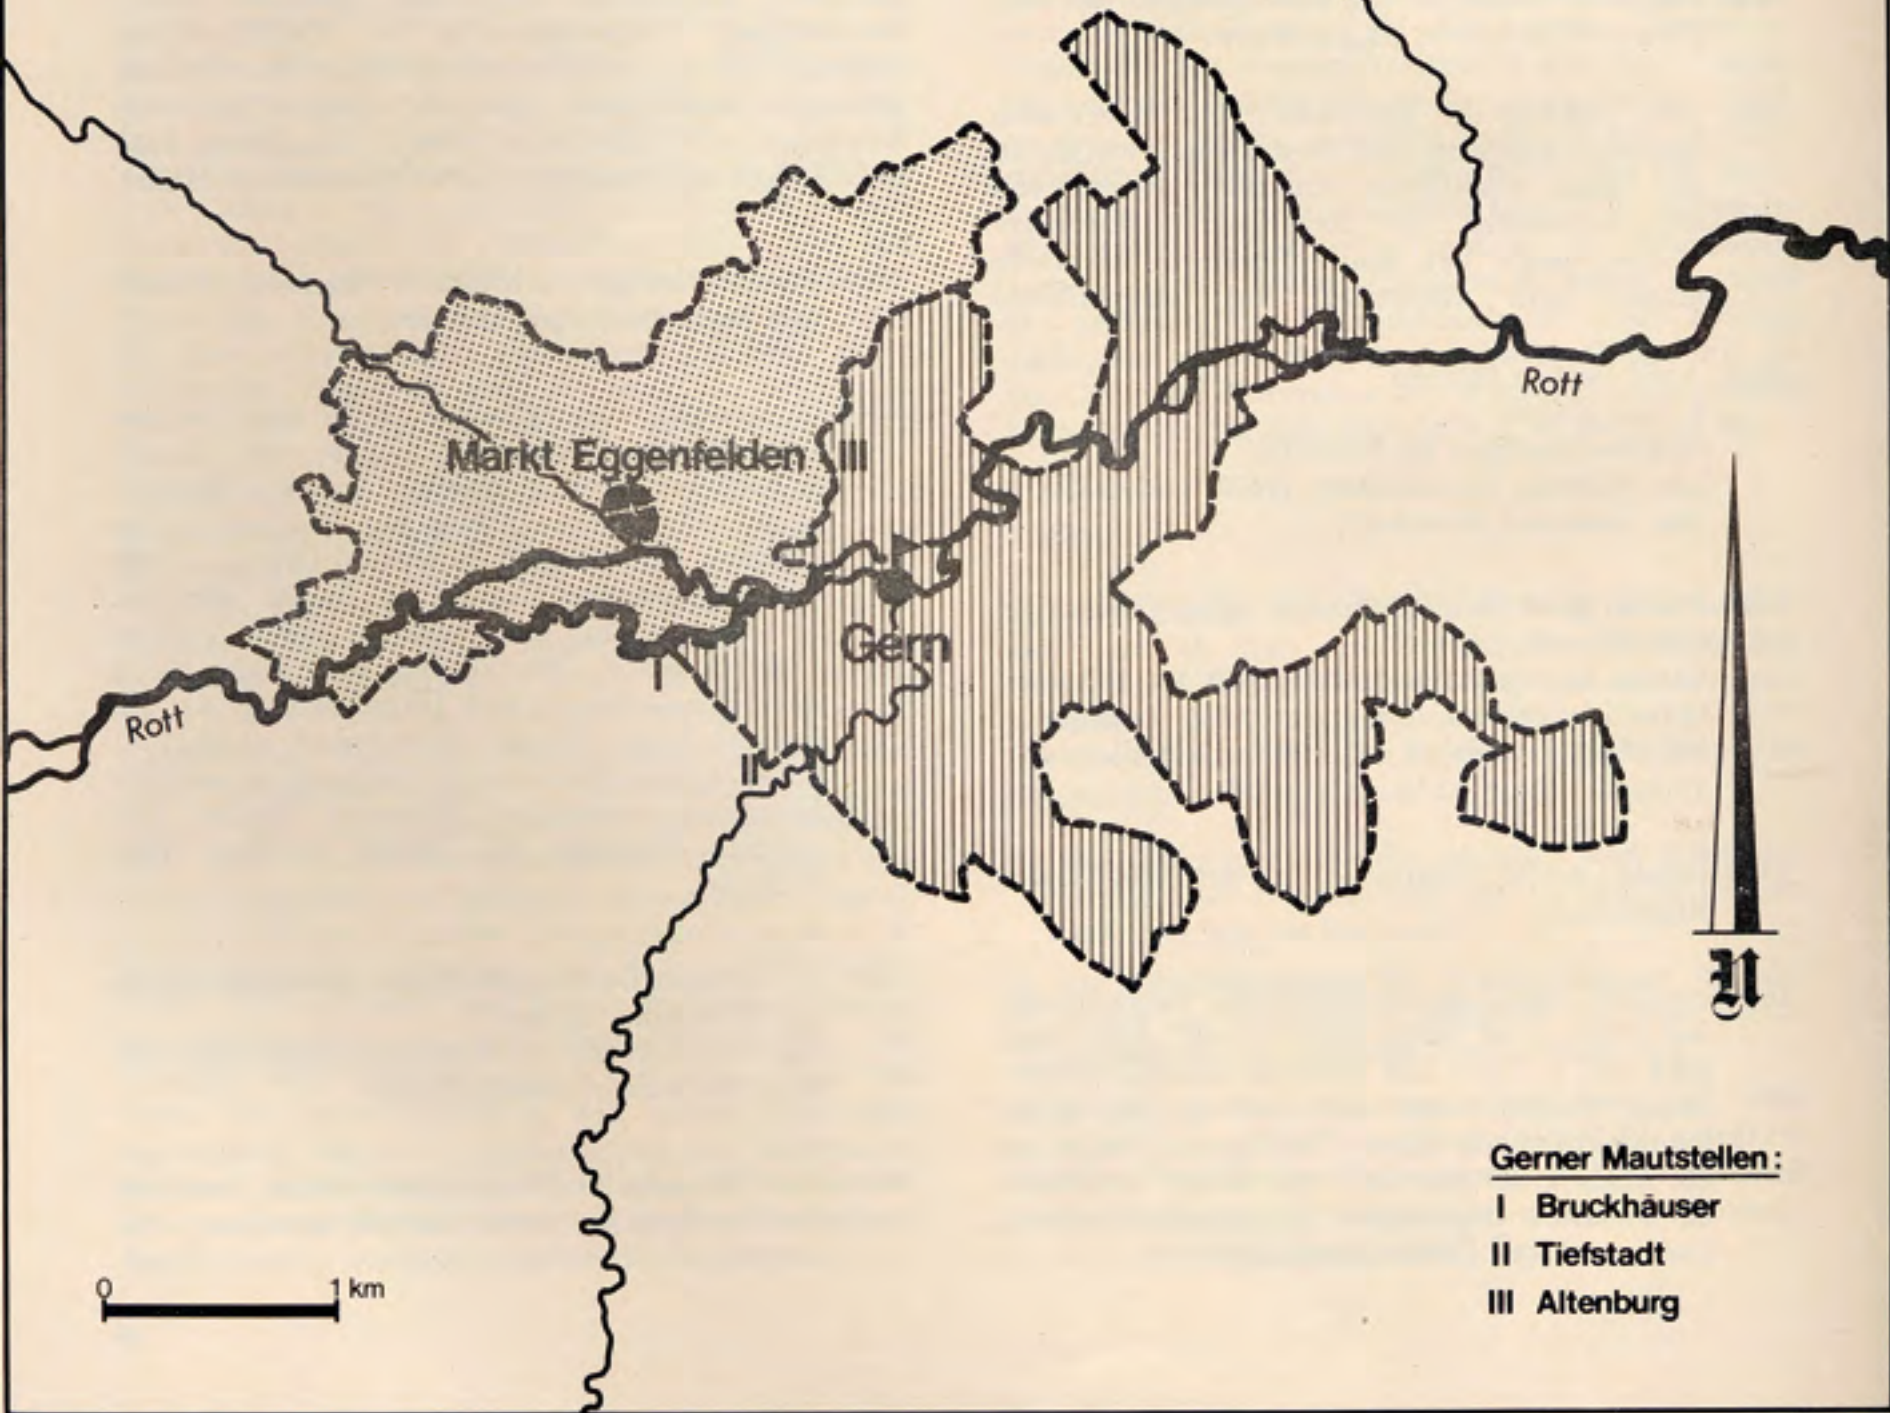 Rott
Markt Eggenfelden III
Gern
Rott
I
II
N
Gerner Mautstellen:
I Bruckhäuser
II Tiefstadt
III Altenburg
0 1 km